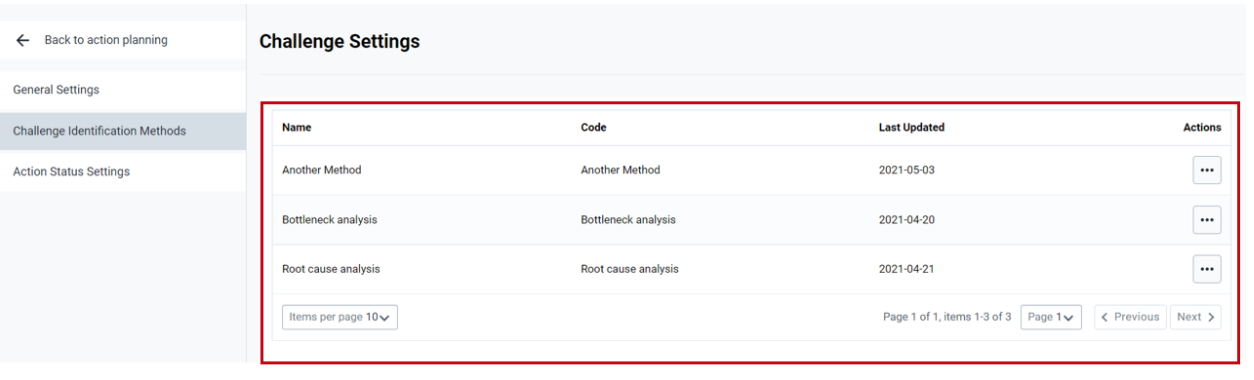 Back to action planning
Challenge Settings
General Settings
Challenge Identification Methods
Action Status Settings
Name Code Last Updated Actions
Another Method Another Method 2021-05-03
Bottleneck analysis Bottleneck analysis 2021-04-20
Root cause analysis Root cause analysis 2021-04-21
Items per page 10 Page 1 of 1, items 1-3 of 3 Page 1 Previous Next